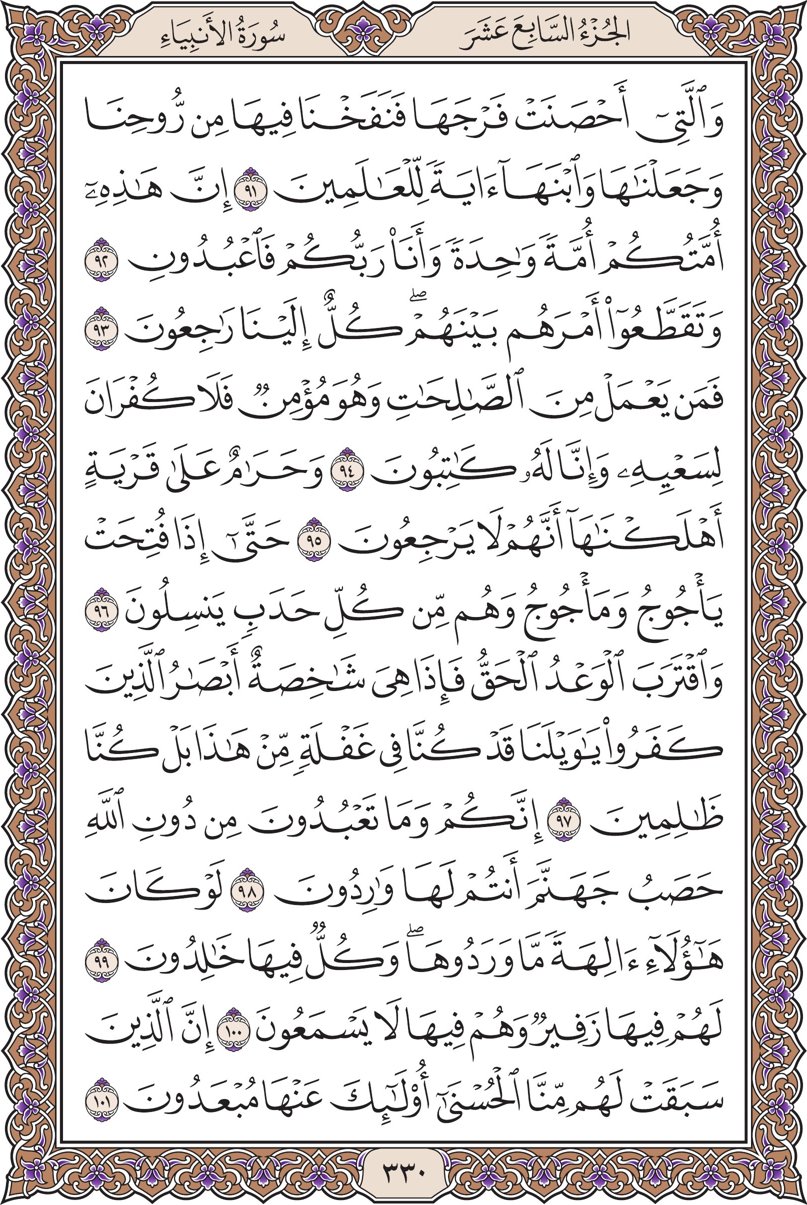 الجُزْءُ السَّابِعَ عَشَرَ
سُورَةُ الأَنبِيَاءِ
وَٱلَّتِيٓ أَحۡصَنَتۡ فَرۡجَهَا فَنَفَخۡنَا فِيهَا مِن رُّوحِنَا
وَجَعَلۡنَٰهَا وَٱبۡنَهَآ ءَايَةٗ لِّلۡعَٰلَمِينَ ٩١ إِنَّ هَٰذِهِۦٓ
أُمَّتُكُمۡ أُمَّةٗ وَٰحِدَةٗ وَأَنَا۠ رَبُّكُمۡ فَٱعۡبُدُونِ ٩٢
وَتَقَطَّعُوٓاْ أَمۡرَهُم بَيۡنَهُمۡۖ كُلٌّ إِلَيۡنَا رَٰجِعُونَ ٩٣
فَمَن يَعۡمَلۡ مِنَ ٱلصَّٰلِحَٰتِ وَهُوَ مُؤۡمِنٞ فَلَا كُفۡرَانَ
لِسَعۡيِهِۦ وَإِنَّا لَهُۥ كَٰتِبُونَ ٩٤ وَحَرَٰمٌ عَلَىٰ قَرۡيَةٍ
أَهۡلَكۡنَٰهَآ أَنَّهُمۡ لَا يَرۡجِعُونَ ٩٥ حَتَّىٰٓ إِذَا فُتِحَتۡ
يَأۡجُوجُ وَمَأۡجُوجُ وَهُم مِّن كُلِّ حَدَبٖ يَنسِلُونَ ٩٦
وَٱقۡتَرَبَ ٱلۡوَعۡدُ ٱلۡحَقُّ فَإِذَا هِيَ شَٰخِصَةٌ أَبۡصَٰرُ ٱلَّذِينَ
كَفَرُواْ يَٰوَيۡلَنَا قَدۡ كُنَّا فِي غَفۡلَةٖ مِّنۡ هَٰذَا بَلۡ كُنَّا
ظَٰلِمِينَ ٩٧ إِنَّكُمۡ وَمَا تَعۡبُدُونَ مِن دُونِ ٱللَّهِ
حَصَبُ جَهَنَّمَ أَنتُمۡ لَهَا وَٰرِدُونَ ٩٨ لَوۡ كَانَ
هَٰٓؤُلَآءِ ءَالِهَةٗ مَّا وَرَدُوهَاۖ وَكُلّٞ فِيهَا خَٰلِدُونَ ٩٩
لَهُمۡ فِيهَا زَفِيرٞ وَهُمۡ فِيهَا لَا يَسۡمَعُونَ ١٠٠ إِنَّ ٱلَّذِينَ
سَبَقَتۡ لَهُم مِّنَّا ٱلۡحُسۡنَىٰٓ أُوْلَٰٓئِكَ عَنۡهَا مُبۡعَدُونَ ١٠١
٣٣٠